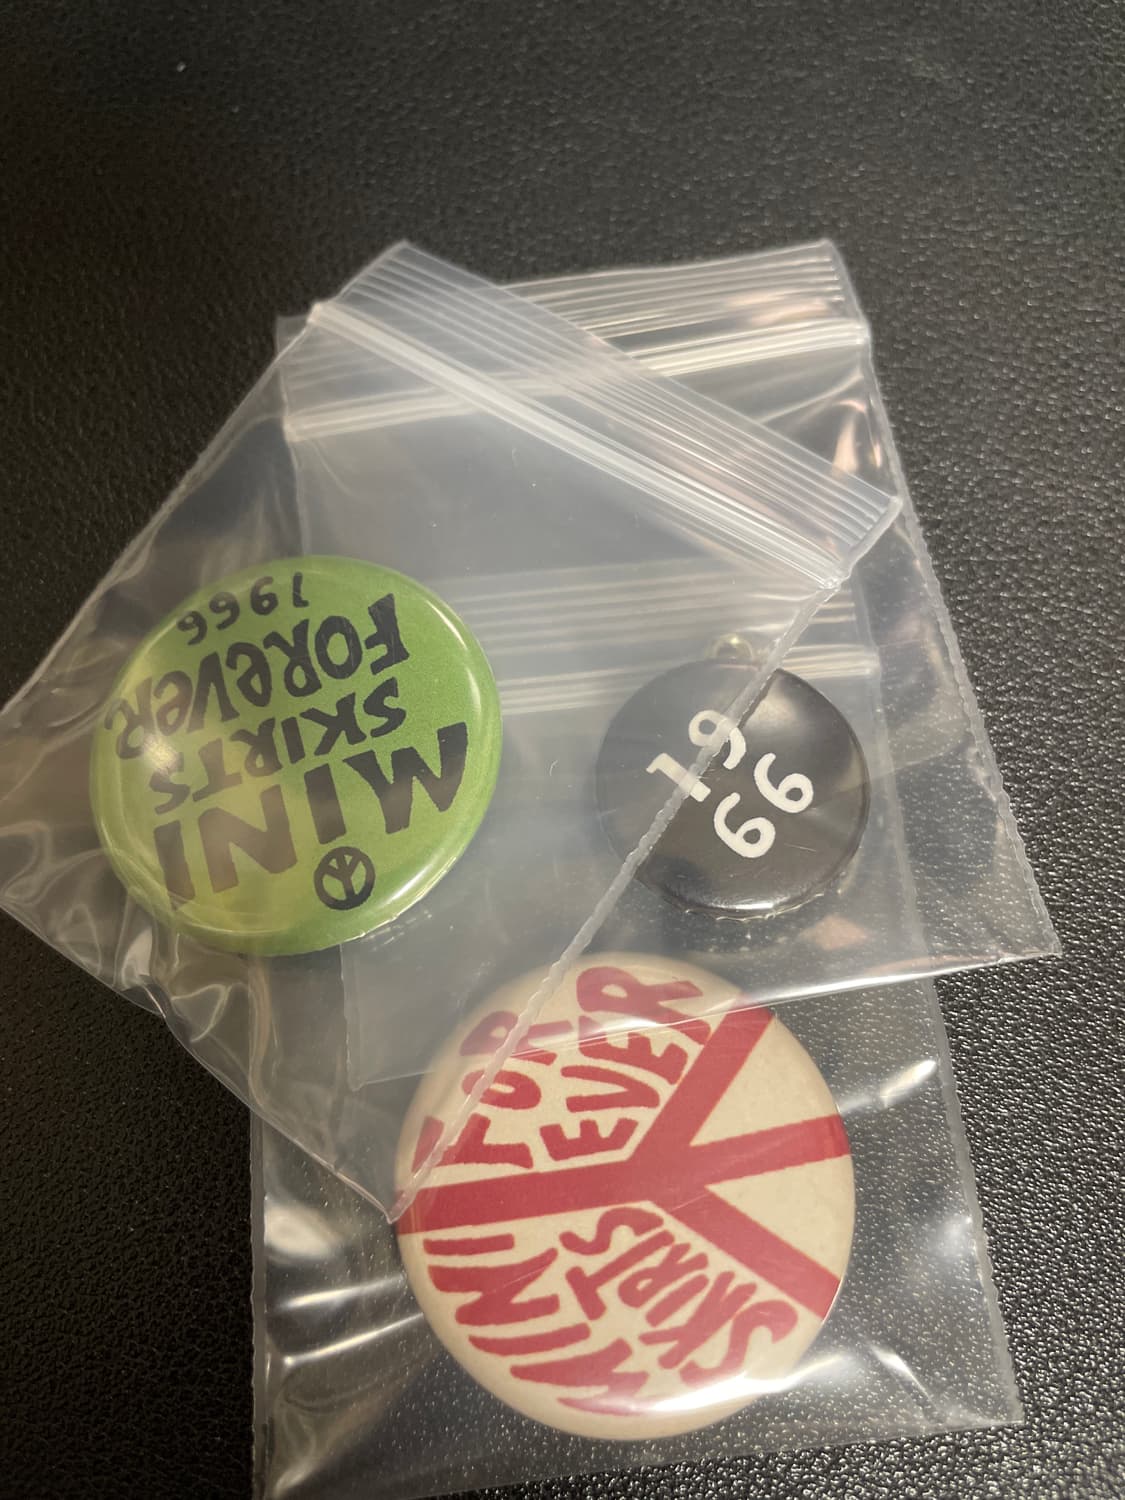 MINI
SKIRTS
FOReVeR
1966
19
66
MINI
SKIRTS
FOR
EVER